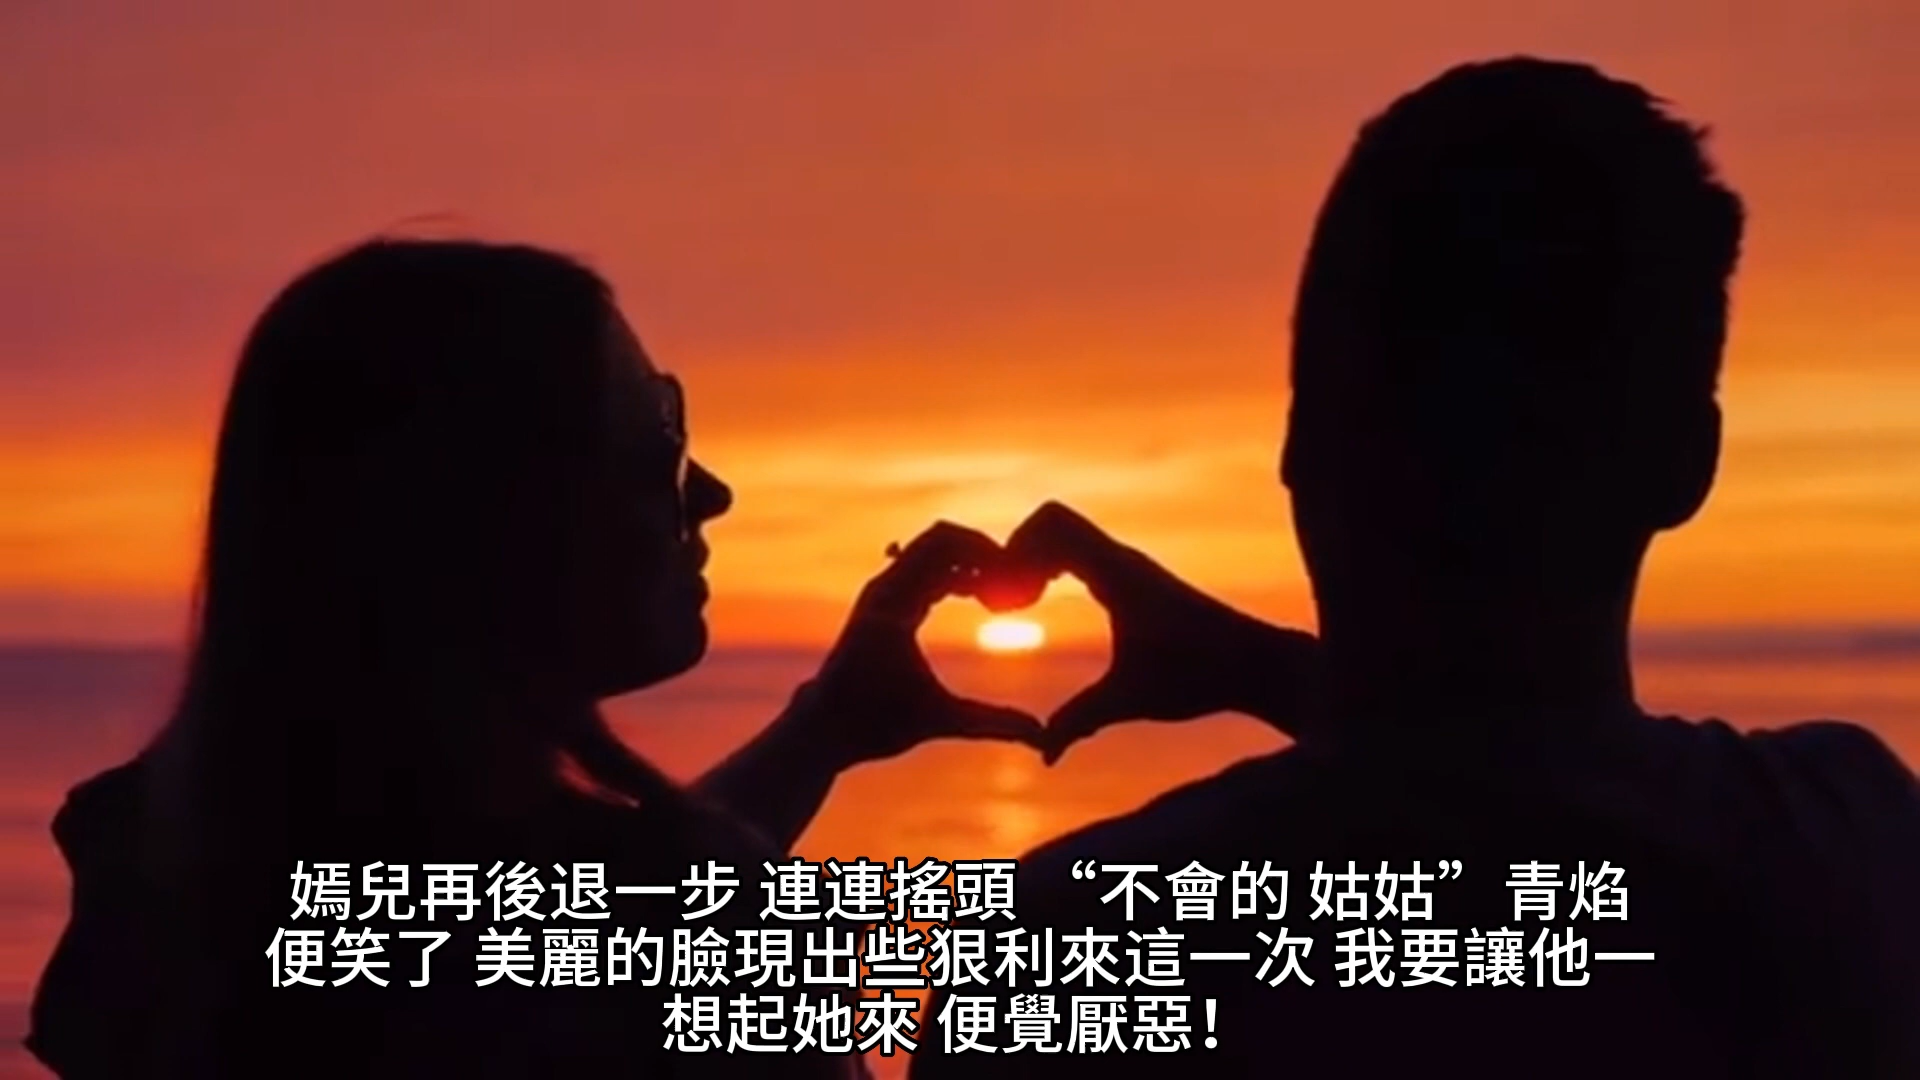 嫣兒再後退一步 連連搖頭 “不會的 姑姑”青焰
便笑了 美麗的臉現出些狠利來這一次 我要讓他一
想起她來 便覺厭惡！